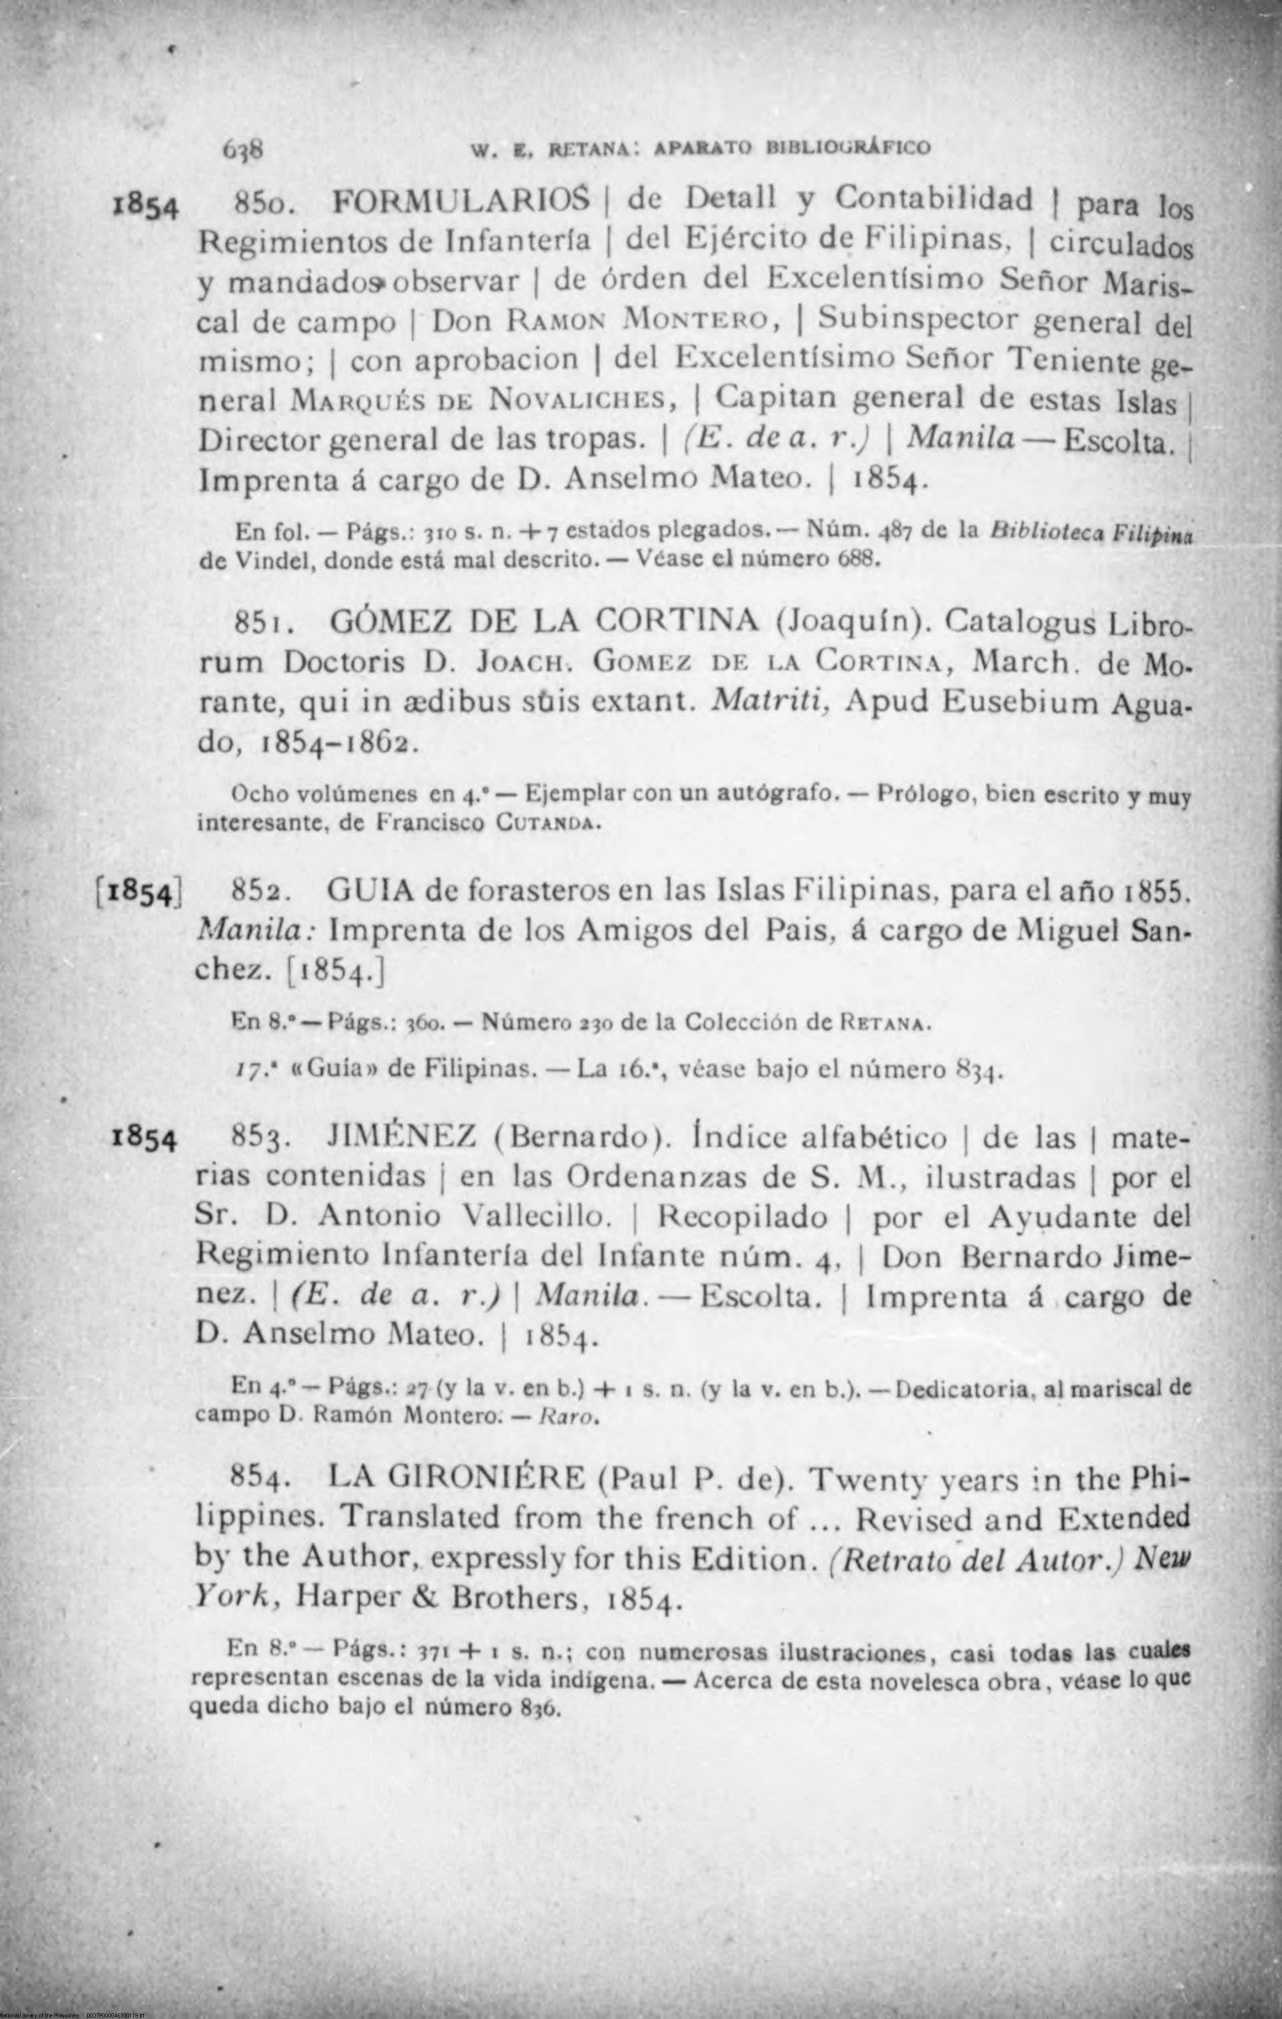 638 W. E. RETANA: APARATO BIBLIOGRÁFICO
1854 850. FORMULARIOS | de Detall y Contabilidad | para los
Regimientos de Infantería | del Ejército de Filipinas, | circulados
y mandados observar | de órden del Excelentísimo Señor Maris-
cal de campo | Don RAMON MONTERO, | Subinspector general del
mismo; | con aprobacion | del Excelentísimo Señor Teniente ge-
neral MARQUÉS DE NOVALICHES, | Capitan general de estas Islas |
Director general de las tropas. | (E. de a. r.) | Manila — Escolta. |
Imprenta á cargo de D. Anselmo Mateo. | 1854.
En fol. — Págs.: 310 s. n. + 7 estados plegados. — Núm. 487 de la Biblioteca Filipina
de Vindel, donde está mal descrito. — Véase el número 688.
851. GÓMEZ DE LA CORTINA (Joaquín). Catalogus Libro-
rum Doctoris D. JOACH. GOMEZ DE LA CORTINA, March. de Mo-
rante, qui in ædibus suis extant. Matriti, Apud Eusebium Agua-
do, 1854-1862.
Ocho volúmenes en 4.º — Ejemplar con un autógrafo. — Prólogo, bien escrito y muy
interesante, de Francisco CUTANDA.
[1854] 852. GUIA de forasteros en las Islas Filipinas, para el año 1855.
Manila: Imprenta de los Amigos del Pais, á cargo de Miguel San-
chez. [1854.]
En 8.º — Págs.: 360. — Número 230 de la Colección de RETANA.
17.ª «Guía» de Filipinas. — La 16.ª, véase bajo el número 834.
1854 853. JIMÉNEZ (Bernardo). Índice alfabético | de las | mate-
rias contenidas | en las Ordenanzas de S. M., ilustradas | por el
Sr. D. Antonio Vallecillo. | Recopilado | por el Ayudante del
Regimiento Infantería del Infante núm. 4, | Don Bernardo Jime-
nez. | (E. de a. r.) | Manila. — Escolta. | Imprenta á cargo de
D. Anselmo Mateo. | 1854.
En 4.º — Págs.: 27 (y la v. en b.) + 1 s. n. (y la v. en b.). — Dedicatoria, al mariscal de
campo D. Ramón Montero. — Raro.
854. LA GIRONIÉRE (Paul P. de). Twenty years in the Phi-
lippines. Translated from the french of ... Revised and Extended
by the Author, expressly for this Edition. (Retrato del Autor.) New
York, Harper & Brothers, 1854.
En 8.º — Págs.: 371 + 1 s. n.; con numerosas ilustraciones, casi todas las cuales
representan escenas de la vida indígena. — Acerca de esta novelesca obra, véase lo que
queda dicho bajo el número 836.